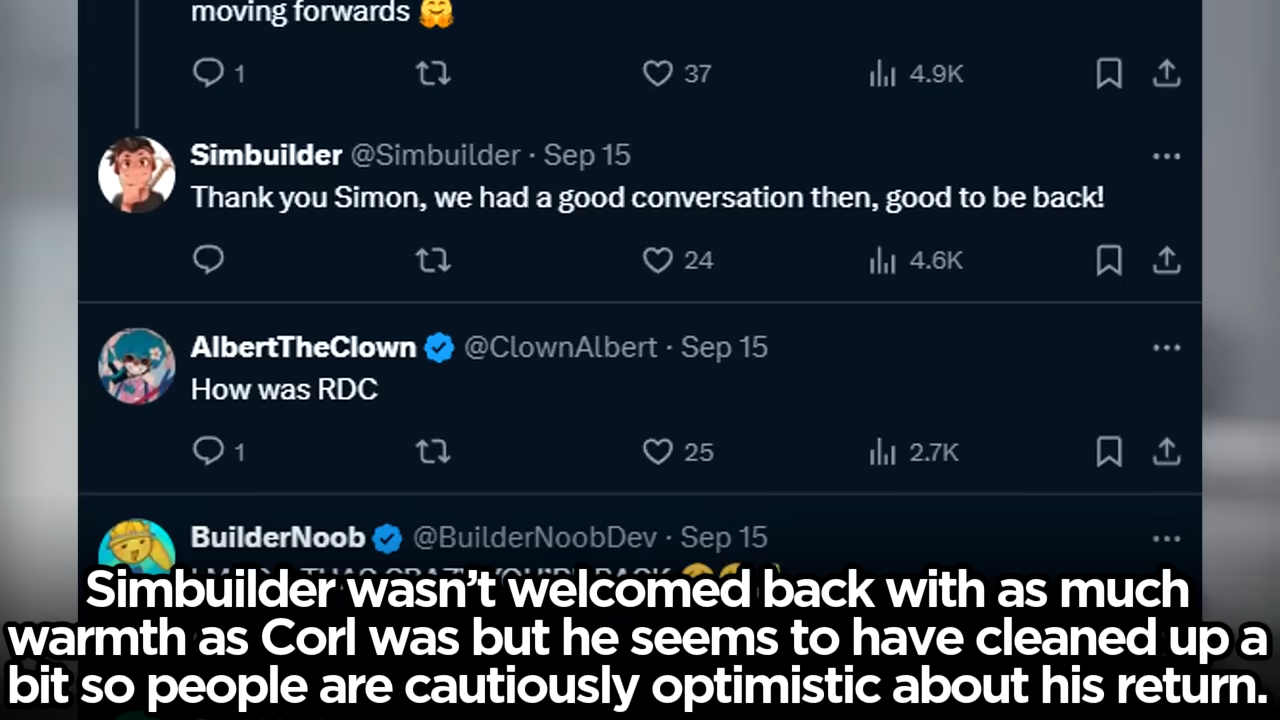 moving forwards 🤗
1 37 4.9K
Simbuilder @Simbuilder · Sep 15
Thank you Simon, we had a good conversation then, good to be back!
24 4.6K
AlbertTheClown @ClownAlbert · Sep 15
How was RDC
1 25 2.7K
BuilderNoob @BuilderNoobDev · Sep 15
Simbuilder wasn’t welcomed back with as much
warmth as Corl was but he seems to have cleaned up a
bit so people are cautiously optimistic about his return.